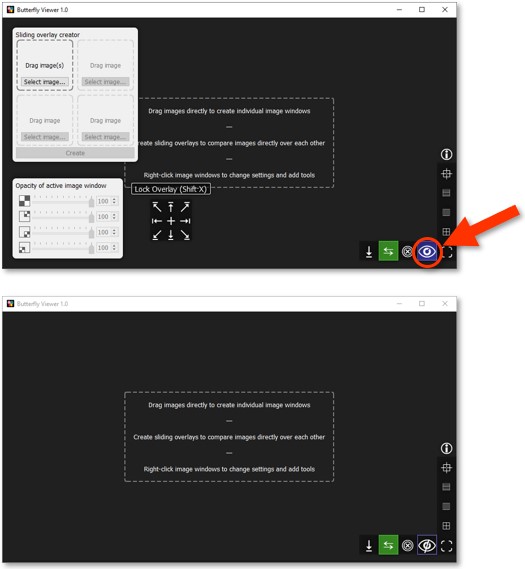 Butterfly Viewer 1.0
Sliding overlay creator
Drag image(s)
Drag image
Select image...
Select image...
Drag image
Drag image
Select image...
Select image...
Create
Drag images directly to create individual image windows
—
reate sliding overlays to compare images directly over each other
—
Right-click image windows to change settings and add tools
Opacity of active image window
Lock Overlay (Shift·X)
100
100
100
100
Butterfly Viewer 1.0
Drag images directly to create individual image windows
—
Create sliding overlays to compare images directly over each other
—
Right-click image windows to change settings and add tools